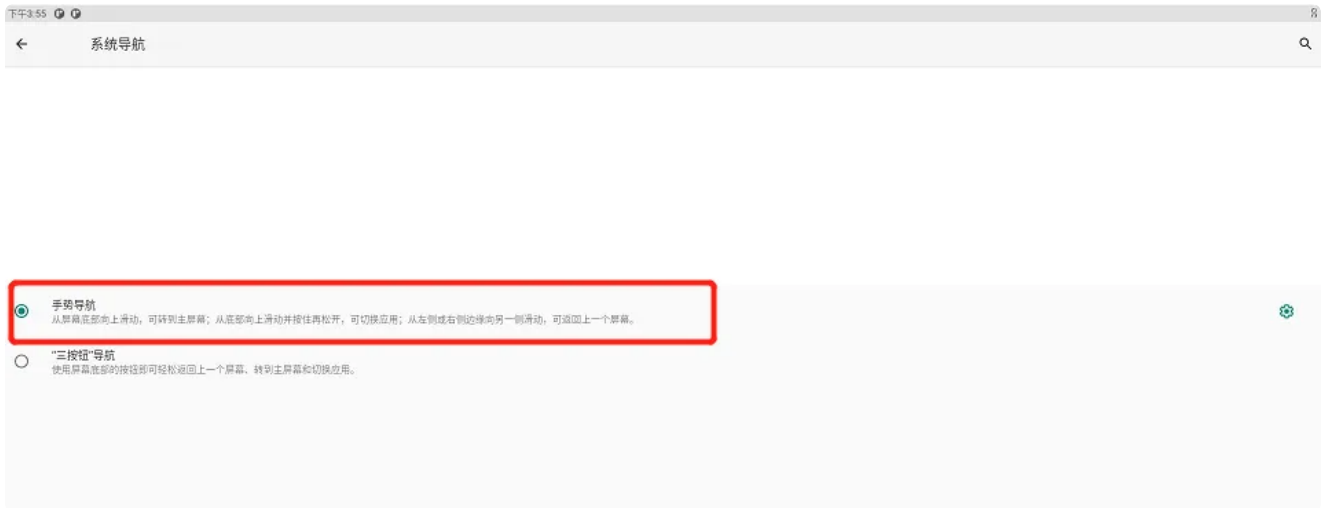 下午3:55
系统导航
手势导航
从屏幕底部向上滑动，可转到主屏幕；从底部向上滑动并按住再松开，可切换应用；从左侧或右侧边缘向另一侧滑动，可返回上一个屏幕。
"三按钮"导航
使用屏幕底部的按钮即可轻松返回上一个屏幕、转到主屏幕和切换应用。